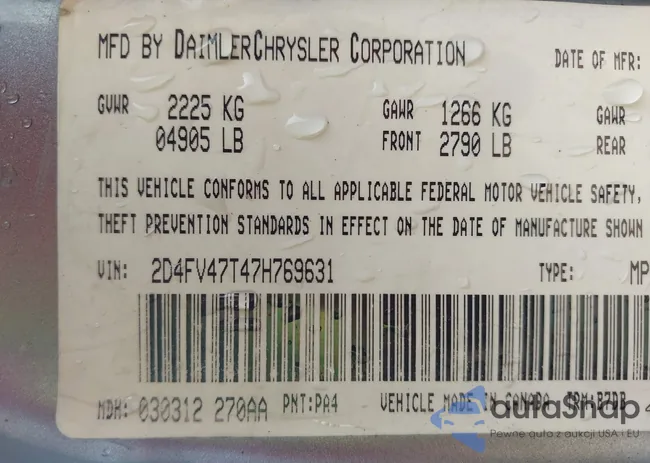 MFD BY DAIMLERCHRYSLER CORPORATION DATE OF MFR:
GVWR 2225 KG GAWR 1266 KG GAWR
04905 LB FRONT 2790 LB REAR
THIS VEHICLE CONFORMS TO ALL APPLICABLE FEDERAL MOTOR VEHICLE SAFETY,
THEFT PREVENTION STANDARDS IN EFFECT ON THE DATE OF MANUFACTURE SHOWN
VIN: 2D4FV47T47H769631 TYPE: MP
MDH: 030312 270AA PNT:PA4 VEHICLE MADE IN CANADA TRM:B7DB 4
autoSnap
Pewne auta z aukcji USA i EU